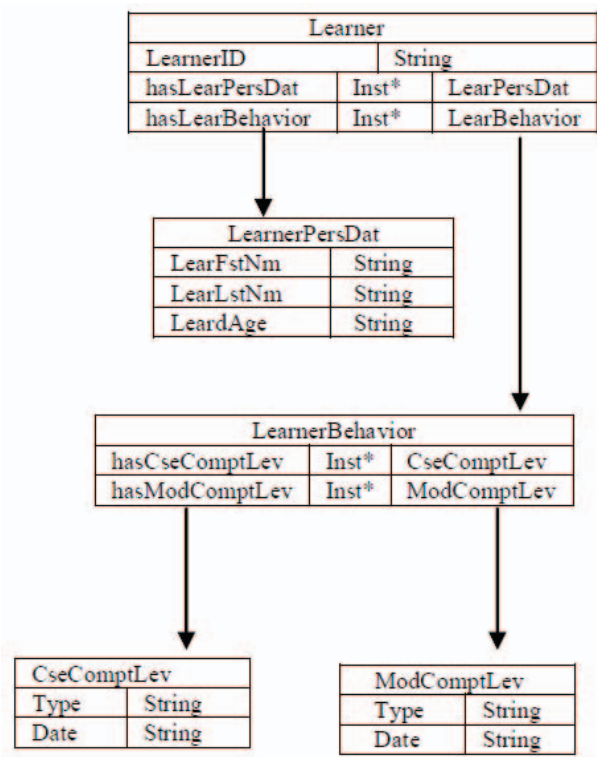 Learner
LearnerID String
hasLearPersDat Inst* LearPersDat
hasLearBehavior Inst* LearBehavior
LearnerPersDat
LearFstNm String
LearLstNm String
LeardAge String
LearnerBehavior
hasCseComptLev Inst* CseComptLev
hasModComptLev Inst* ModComptLev
CseComptLev
Type String
Date String
ModComptLev
Type String
Date String